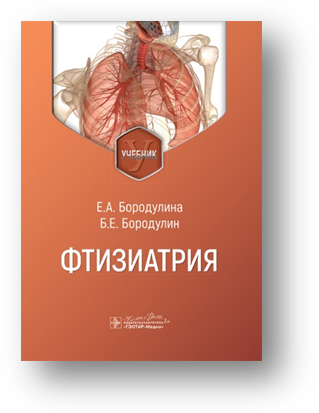 УЧЕБНИК
Е.А. Бородулина
Б.Е. Бородулин
ФТИЗИАТРИЯ
«ГЭОТАР-Медиа»